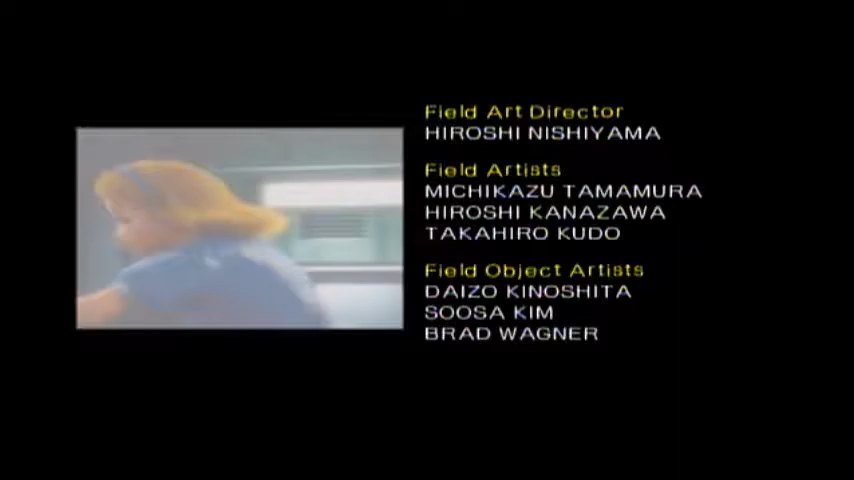 Field Art Director
HIROSHI NISHIYAMA
Field Artists
MICHIKAZU TAMAMURA
HIROSHI KANAZAWA
TAKAHIRO KUDO
Field Object Artists
DAIZO KINOSHITA
SOOSA KIM
BRAD WAGNER